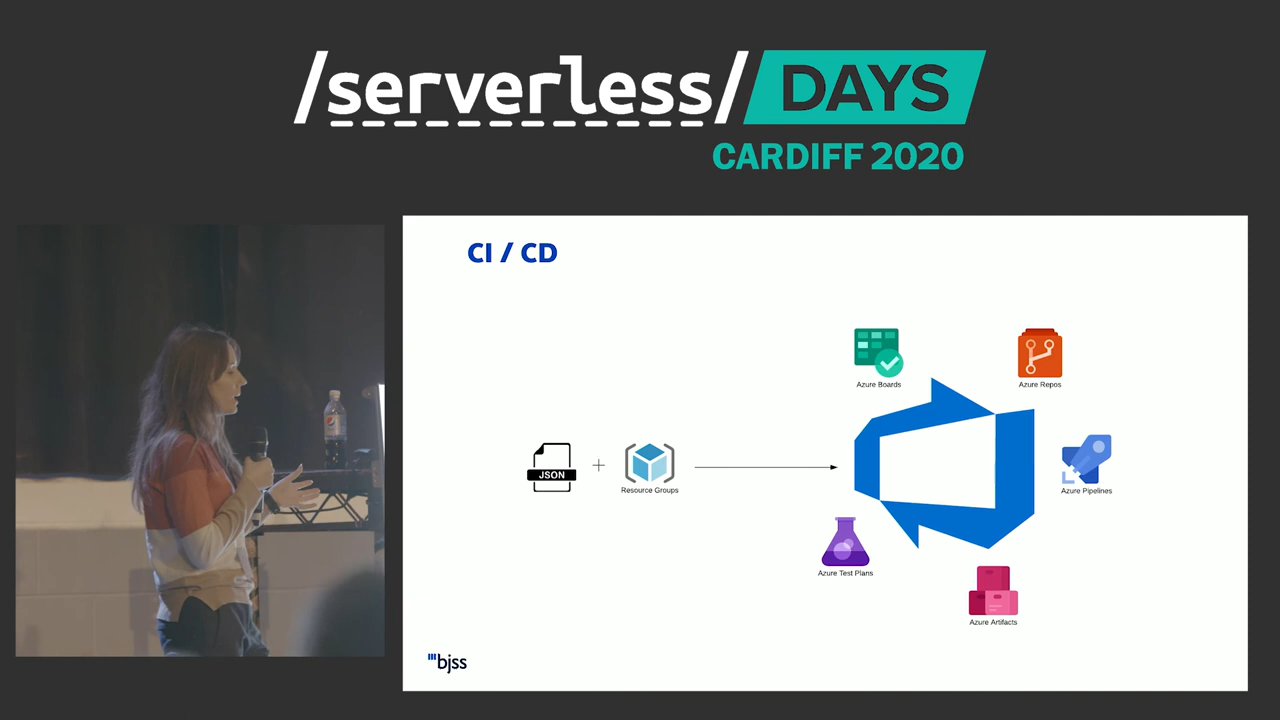 /serverless/ DAYS
CARDIFF 2020
CI / CD
Azure Boards
Azure Repos
JSON
+
Resource Groups
Azure Pipelines
Azure Test Plans
Azure Artifacts
bjss